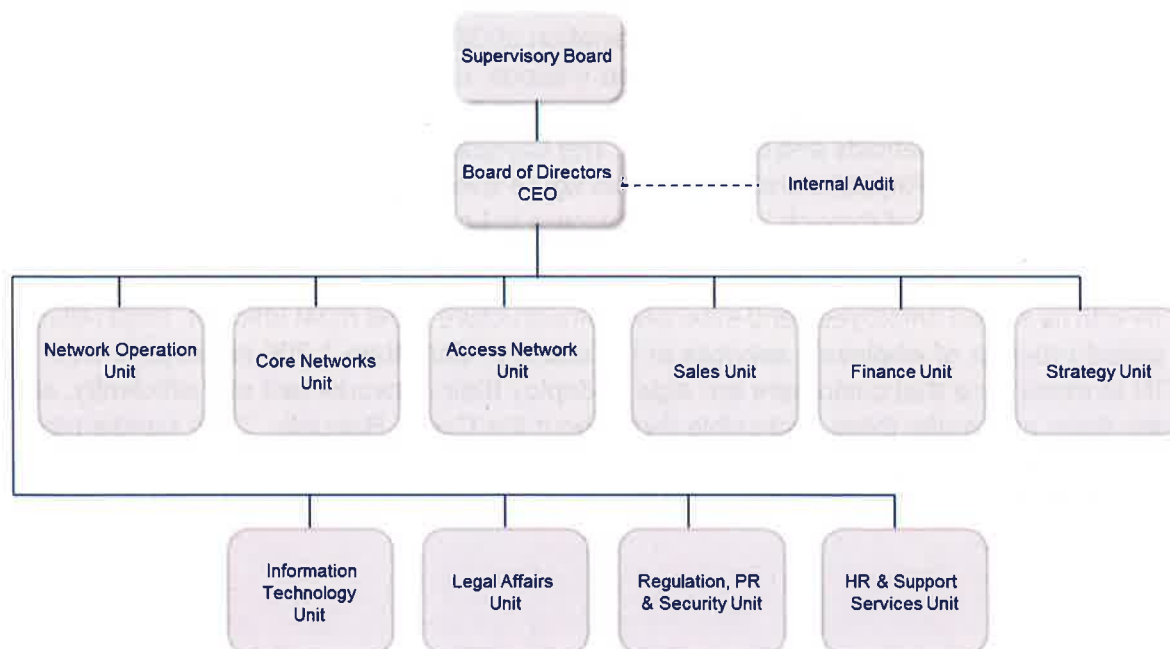 Supervisory Board
Board of Directors
CEO
Internal Audit
Network Operation
Unit
Core Networks
Unit
Access Network
Unit
Sales Unit
Finance Unit
Strategy Unit
Information
Technology
Unit
Legal Affairs
Unit
Regulation, PR
& Security Unit
HR & Support
Services Unit